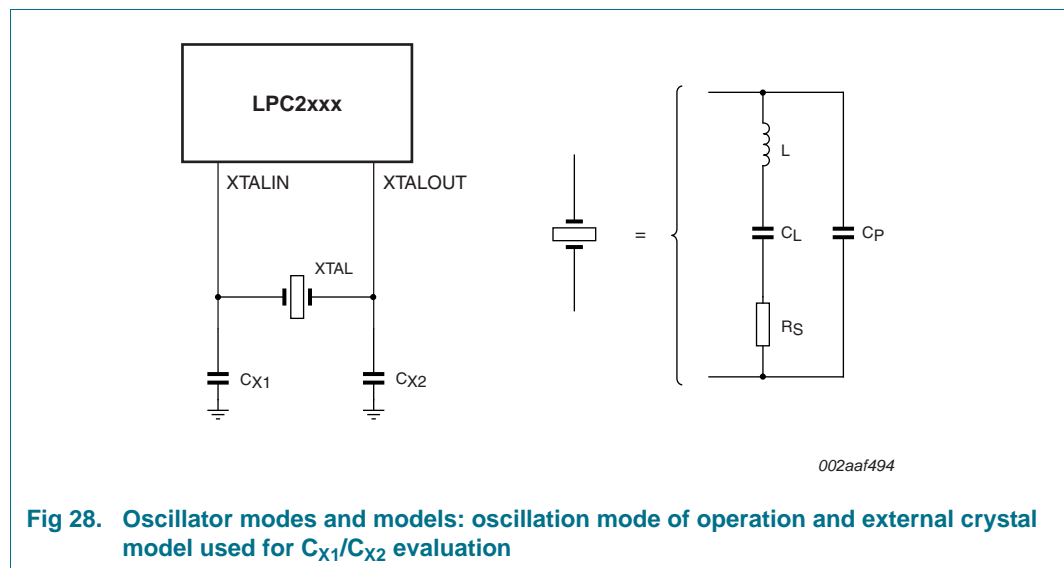 LPC2xxx
XTALIN XTALOUT
XTAL
CX1 CX2
=
L
CL CP
RS
002aaf494
Fig 28. Oscillator modes and models: oscillation mode of operation and external crystal
model used for CX1/CX2 evaluation